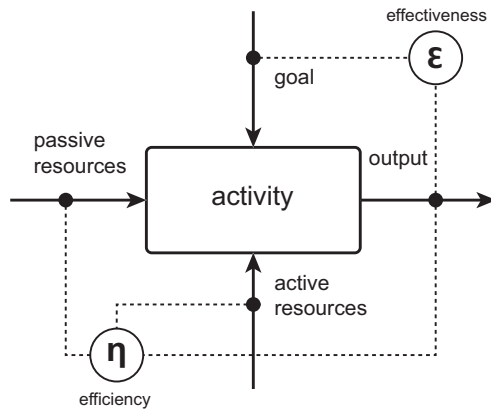 effectiveness
ε
goal
passive
resources
output
activity
active
resources
η
efficiency